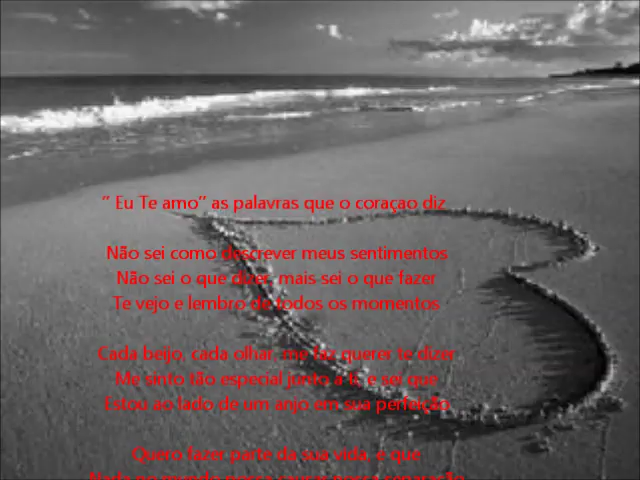 ” Eu Te amo” as palavras que o coraçao diz
Não sei como descrever meus sentimentos
Não sei o que dizer, mais sei o que fazer
Te vejo e lembro de todos os momentos
Cada beijo, cada olhar, me faz querer te dizer
Me sinto tão especial junto a ti, e sei que
Estou ao lado de um anjo em sua perfeição
Quero fazer parte da sua vida, e que